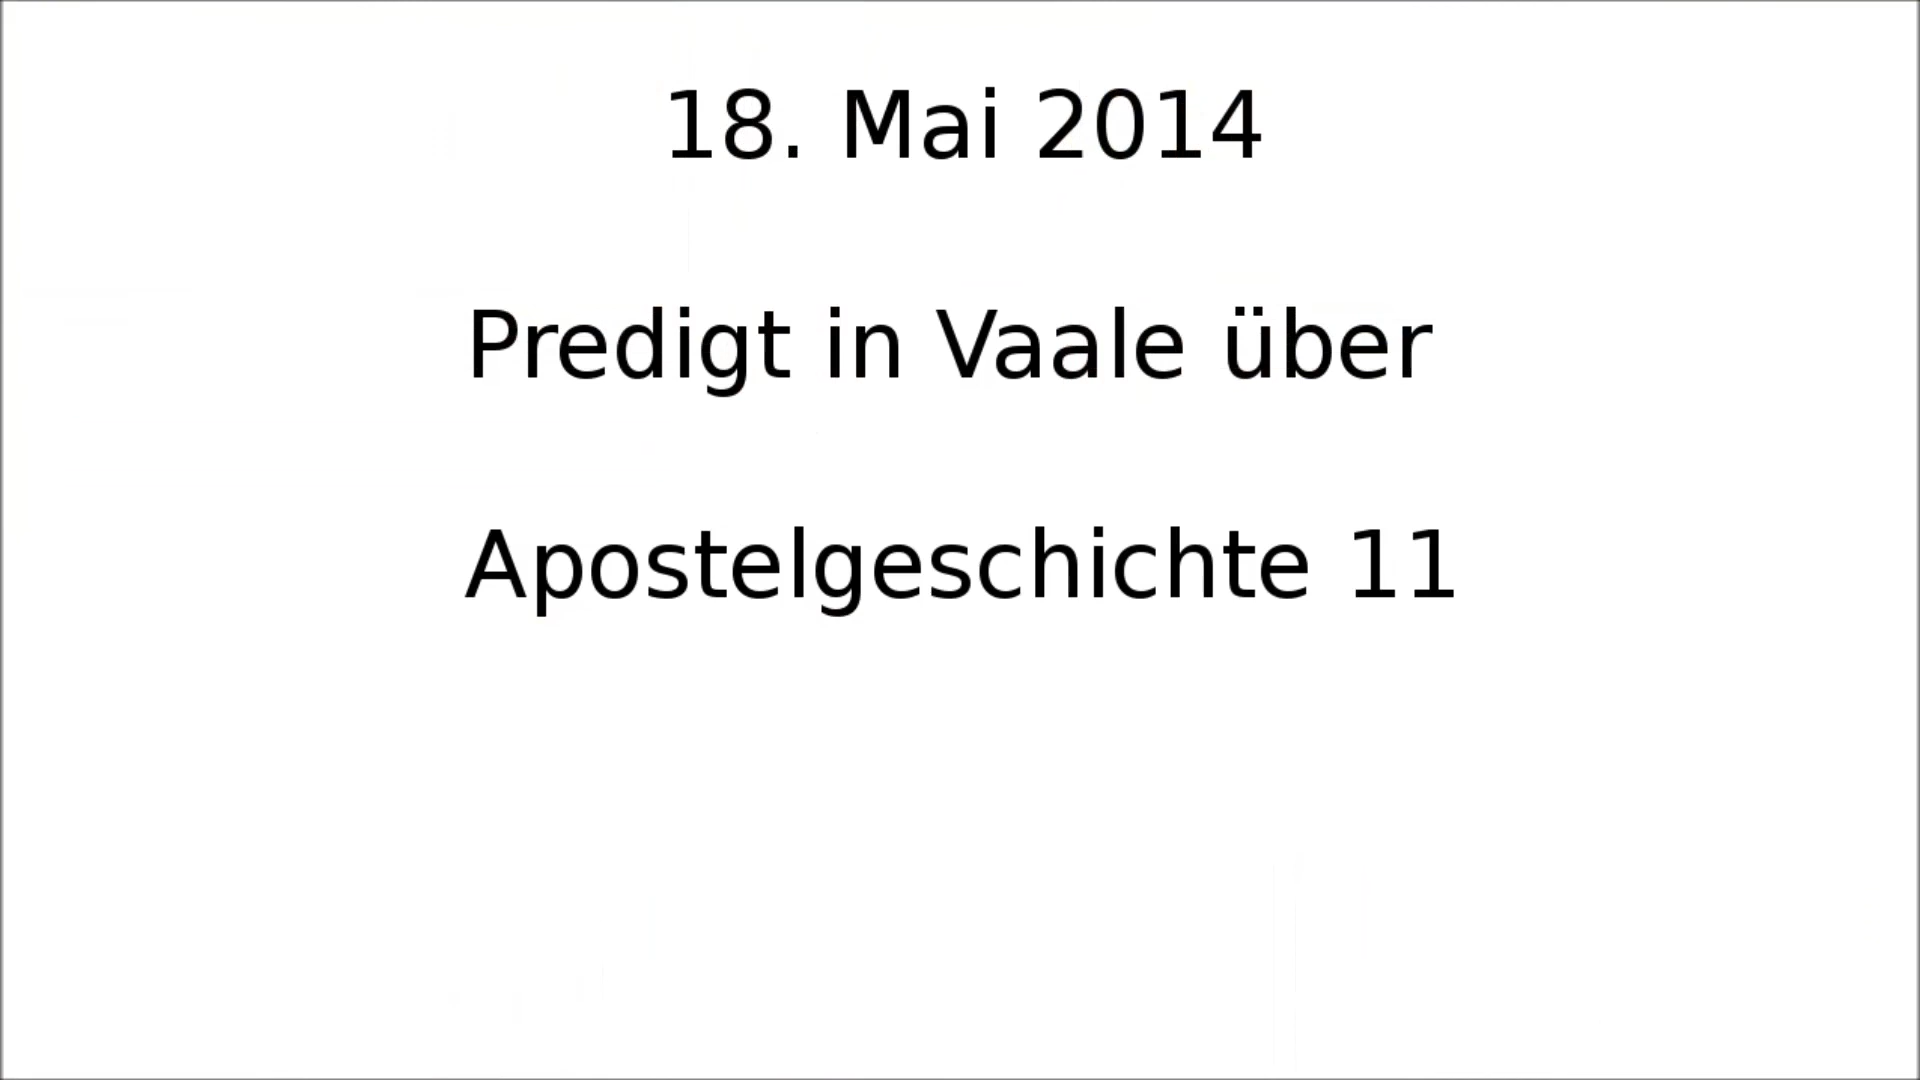 18. Mai 2014
Predigt in Vaale über
Apostelgeschichte 11